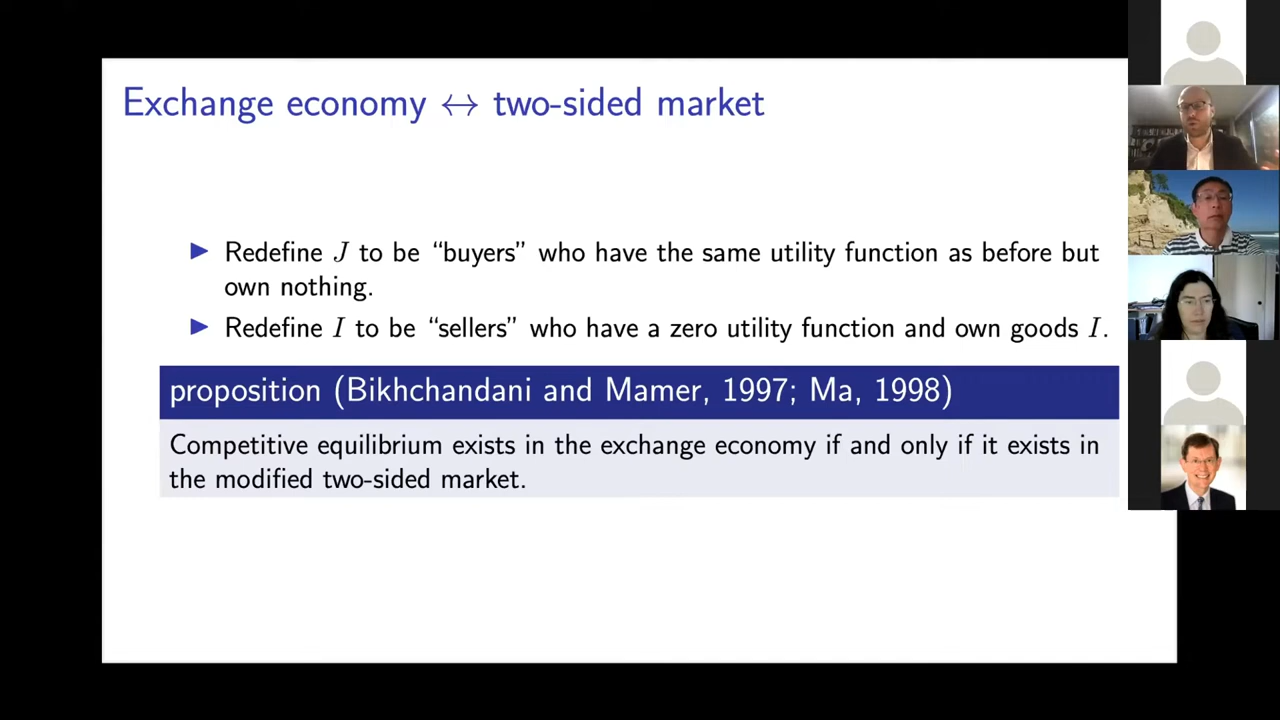 Exchange economy ↔ two-sided market
▶ Redefine J to be “buyers” who have the same utility function as before but
own nothing.
▶ Redefine I to be “sellers” who have a zero utility function and own goods I.
proposition (Bikhchandani and Mamer, 1997; Ma, 1998)
Competitive equilibrium exists in the exchange economy if and only if it exists in
the modified two-sided market.